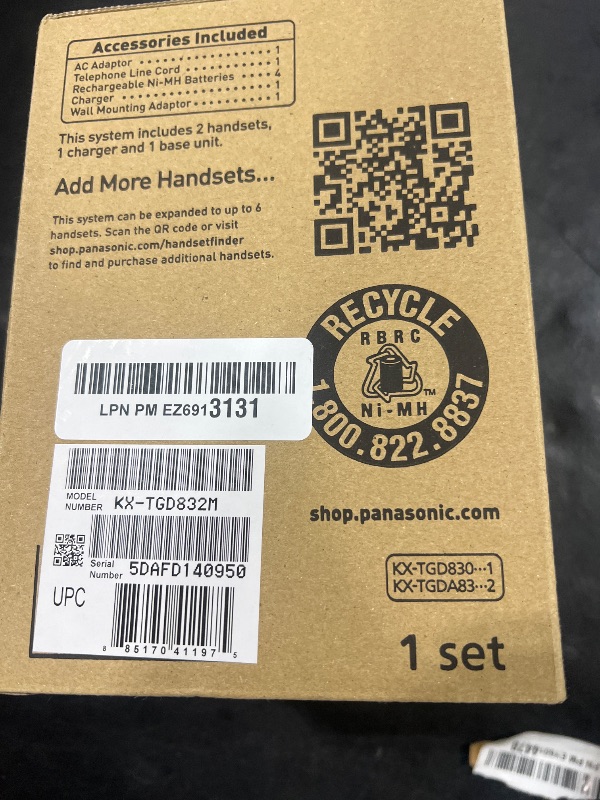 Accessories Included
AC Adaptor ・・・・・・・・・・・・ 1
Telephone Line Cord ・・・・・・・・・ 1
Rechargeable Ni-MH Batteries ・・・・ 4
Charger ・・・・・・・・・・・・・・ 1
Wall Mounting Adaptor ・・・・・・・・ 1
This system includes 2 handsets,
1 charger and 1 base unit.
Add More Handsets...
This system can be expanded to up to 6
handsets. Scan the QR code or visit
shop.panasonic.com/handsetfinder
to find and purchase additional handsets.
RECYCLE
RBRC
TM
Ni-MH
1.800.822.8837
LPN PM EZ6913131
MODEL
NUMBER KX-TGD832M
Serial
Number 5DAFD140950
UPC
8 85170 41197 5
shop.panasonic.com
KX-TGD830···1
KX-TGDA83···2
1 set